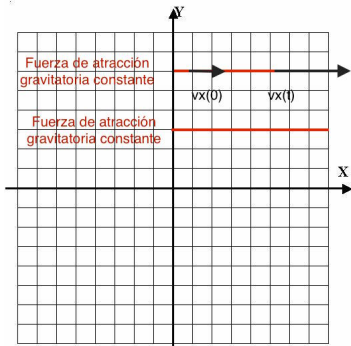 Y
Fuerza de atracción
gravitatoria constante
vx(0) vx(t)
Fuerza de atracción
gravitatoria constante
X